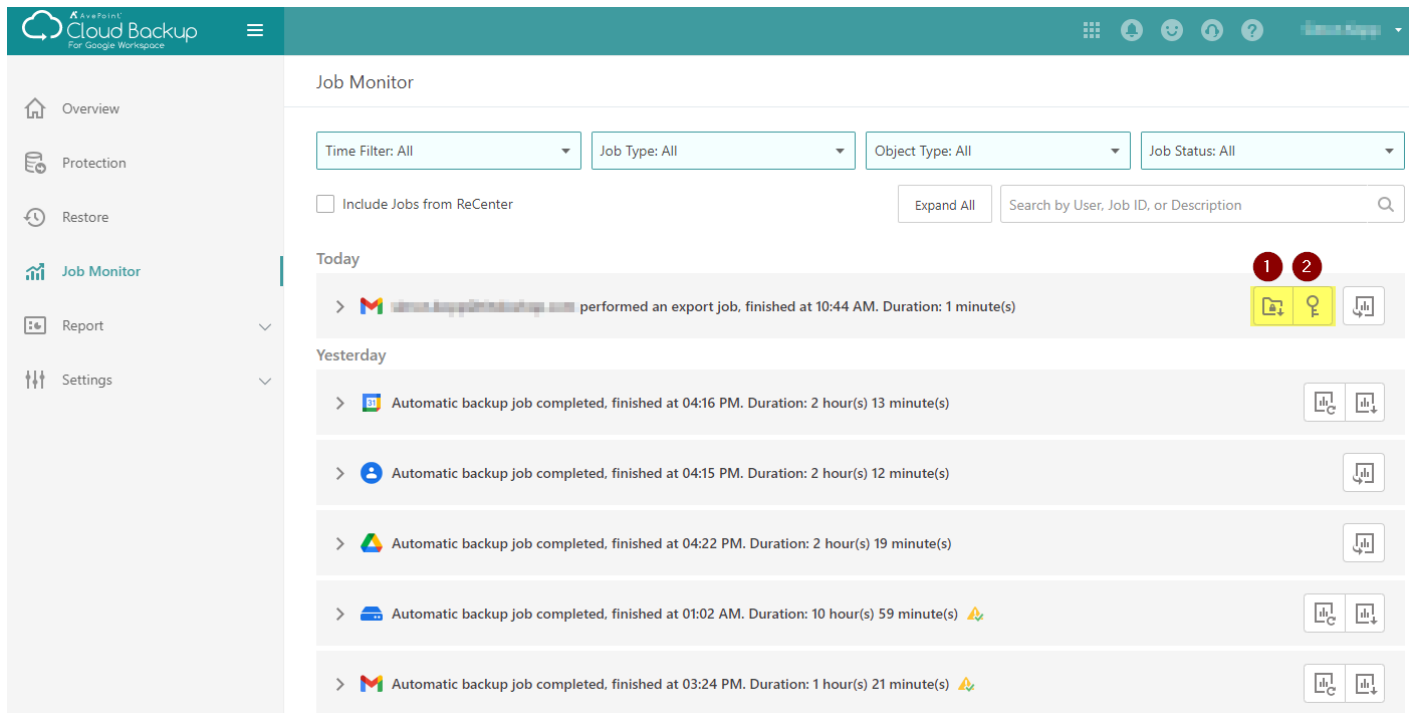 AvePoint
Cloud Backup
For Google Workspace
Job Monitor
Overview
Protection
Restore
Job Monitor
Report
Settings
Time Filter: All
Job Type: All
Object Type: All
Job Status: All
Include Jobs from ReCenter
Expand All
Search by User, Job ID, or Description
Today
1 2
performed an export job, finished at 10:44 AM. Duration: 1 minute(s)
Yesterday
31 Automatic backup job completed, finished at 04:16 PM. Duration: 2 hour(s) 13 minute(s)
Automatic backup job completed, finished at 04:15 PM. Duration: 2 hour(s) 12 minute(s)
Automatic backup job completed, finished at 04:22 PM. Duration: 2 hour(s) 19 minute(s)
Automatic backup job completed, finished at 01:02 AM. Duration: 10 hour(s) 59 minute(s)
Automatic backup job completed, finished at 03:24 PM. Duration: 1 hour(s) 21 minute(s)